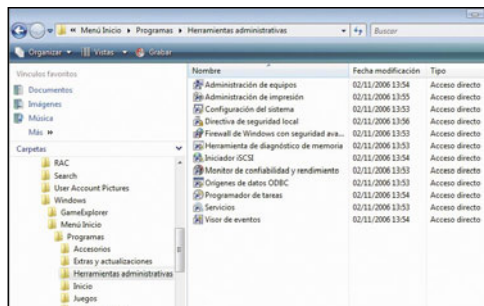 « Menú Inicio ▸ Programas ▸ Herramientas administrativas
Buscar
Organizar Vistas Grabar
Vínculos favoritos
Documentos
Imágenes
Música
Más »
Carpetas
RAC
Search
User Account Pictures
Windows
GameExplorer
Menú Inicio
Programas
Accesorios
Extras y actualizaciones
Herramientas administrativas
Inicio
Juegos
Nombre Fecha modificación Tipo
Administración de equipos 02/11/2006 13:54 Acceso directo
Administración de impresión 02/11/2006 13:55 Acceso directo
Configuración del sistema 02/11/2006 13:53 Acceso directo
Directiva de seguridad local 02/11/2006 13:56 Acceso directo
Firewall de Windows con seguridad ava... 02/11/2006 13:53 Acceso directo
Herramienta de diagnóstico de memoria 02/11/2006 13:53 Acceso directo
Iniciador iSCSI 02/11/2006 13:54 Acceso directo
Monitor de confiabilidad y rendimiento 02/11/2006 13:53 Acceso directo
Orígenes de datos ODBC 02/11/2006 13:53 Acceso directo
Programador de tareas 02/11/2006 13:54 Acceso directo
Servicios 02/11/2006 13:53 Acceso directo
Visor de eventos 02/11/2006 13:54 Acceso directo